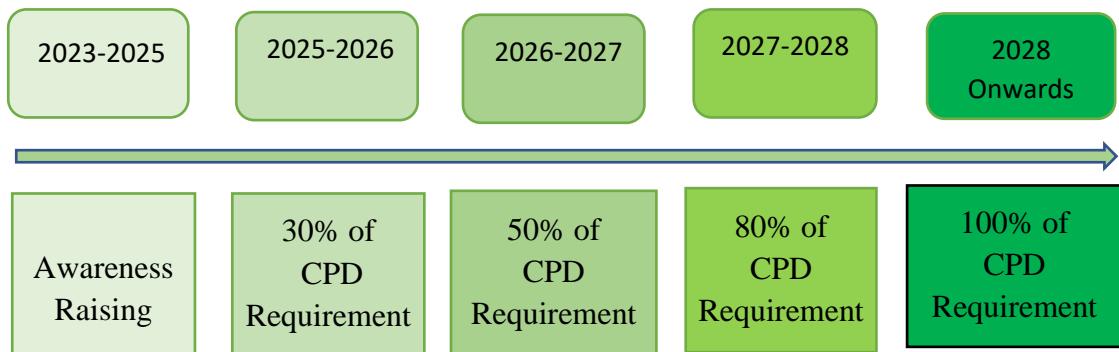 2023-2025
2025-2026
2026-2027
2027-2028
2028
Onwards
Awareness
Raising
30% of
CPD
Requirement
50% of
CPD
Requirement
80% of
CPD
Requirement
100% of
CPD
Requirement